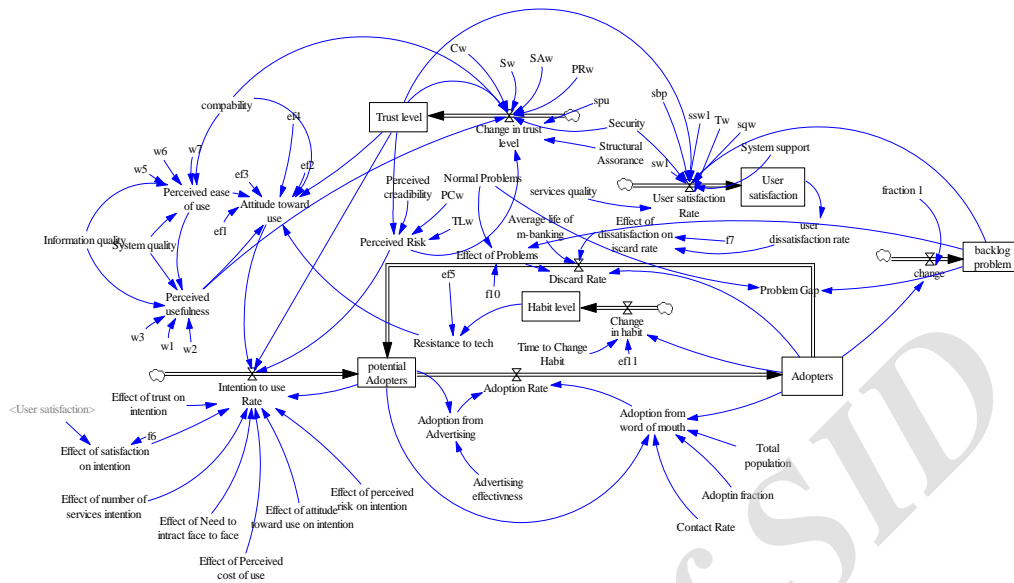 Cw
Sw
SAw
PRw
spu
sbp
ssw1
Tw
sqw
System support
compability
ef4
Trust level
Change in trust
level
Security
Structural
Assorance
sw1
User
satisfaction
User satisfaction
Rate
fraction 1
w6
w7
w5
Perceived ease
of use
ef3
ef2
Attitude toward
use
ef1
Perceived
creadibility
PCw
TLw
Perceived Risk
Normal Problems
services quality
Average life of
m-banking
Effect of
dissatisfaction on
iscard rate
f7
user
dissatisfaction rate
backlog
problem
change
Information quality
System quality
Effect of Problems
Discard Rate
f10
Problem Gap
Perceived
usefulness
w3
w1
w2
ef5
Habit level
Change
in habit
Resistance to tech
Time to Change
Habit
ef11
Intention to use
Rate
potential
Adopters
Adoption Rate
Adopters
<User satisfaction>
Effect of trust on
intention
f6
Effect of satisfaction
on intention
Adoption from
Advertising
Adoption from
word of mouth
Total
population
Advertising
effectivness
Adoptin fraction
Contact Rate
Effect of number of
services intention
Effect of Need to
intract face to face
Effect of Perceived
cost of use
Effect of attitude
toward use on intention
Effect of perceived
risk on intention
f SID